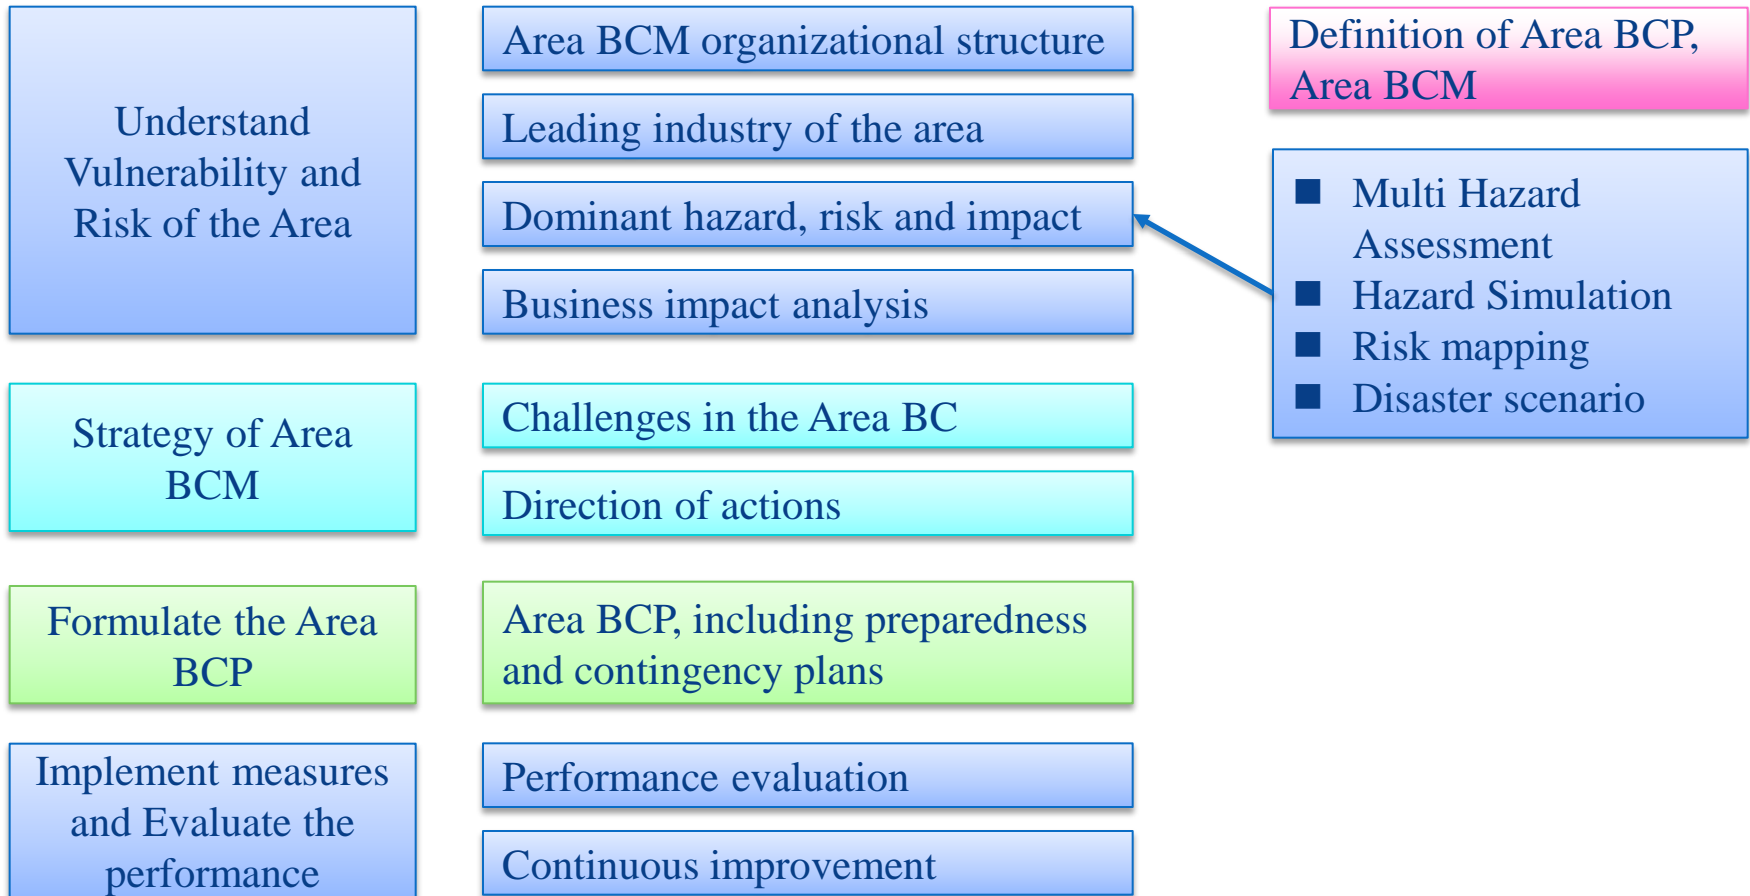 Understand
Vulnerability and
Risk of the Area
Area BCM organizational structure
Leading industry of the area
Dominant hazard, risk and impact
Business impact analysis
Definition of Area BCP,
Area BCM
■ Multi Hazard
Assessment
■ Hazard Simulation
■ Risk mapping
■ Disaster scenario
Strategy of Area
BCM
Challenges in the Area BC
Direction of actions
Formulate the Area
BCP
Area BCP, including preparedness
and contingency plans
Implement measures
and Evaluate the
performance
Performance evaluation
Continuous improvement